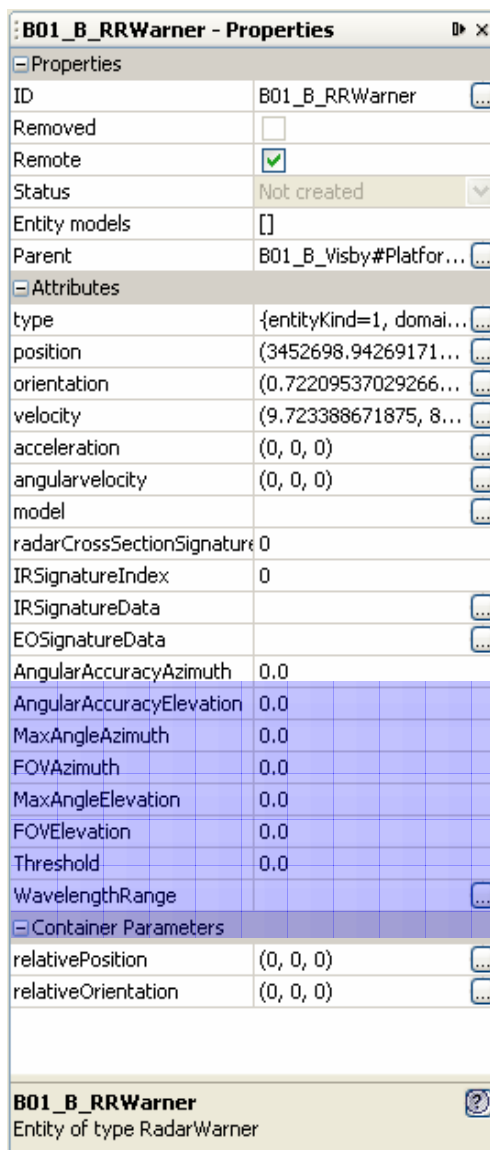 B01_B_RRWarner - Properties
Properties
ID B01_B_RRWarner ...
Removed
Remote
Status Not created
Entity models []
Parent B01_B_Visby#Platfor... ...
Attributes
type {entityKind=1, domai... ...
position (3452698.94269171... ...
orientation (0.72209537029266... ...
velocity (9.723388671875, 8... ...
acceleration (0, 0, 0) ...
angularvelocity (0, 0, 0) ...
model ...
radarCrossSectionSignature 0
IRSignatureIndex 0
IRSignatureData ...
EOSignatureData ...
AngularAccuracyAzimuth 0.0
AngularAccuracyElevation 0.0
MaxAngleAzimuth 0.0
FOVAzimuth 0.0
MaxAngleElevation 0.0
FOVElevation 0.0
Threshold 0.0
WavelengthRange ...
Container Parameters
relativePosition (0, 0, 0) ...
relativeOrientation (0, 0, 0) ...
B01_B_RRWarner ?
Entity of type RadarWarner